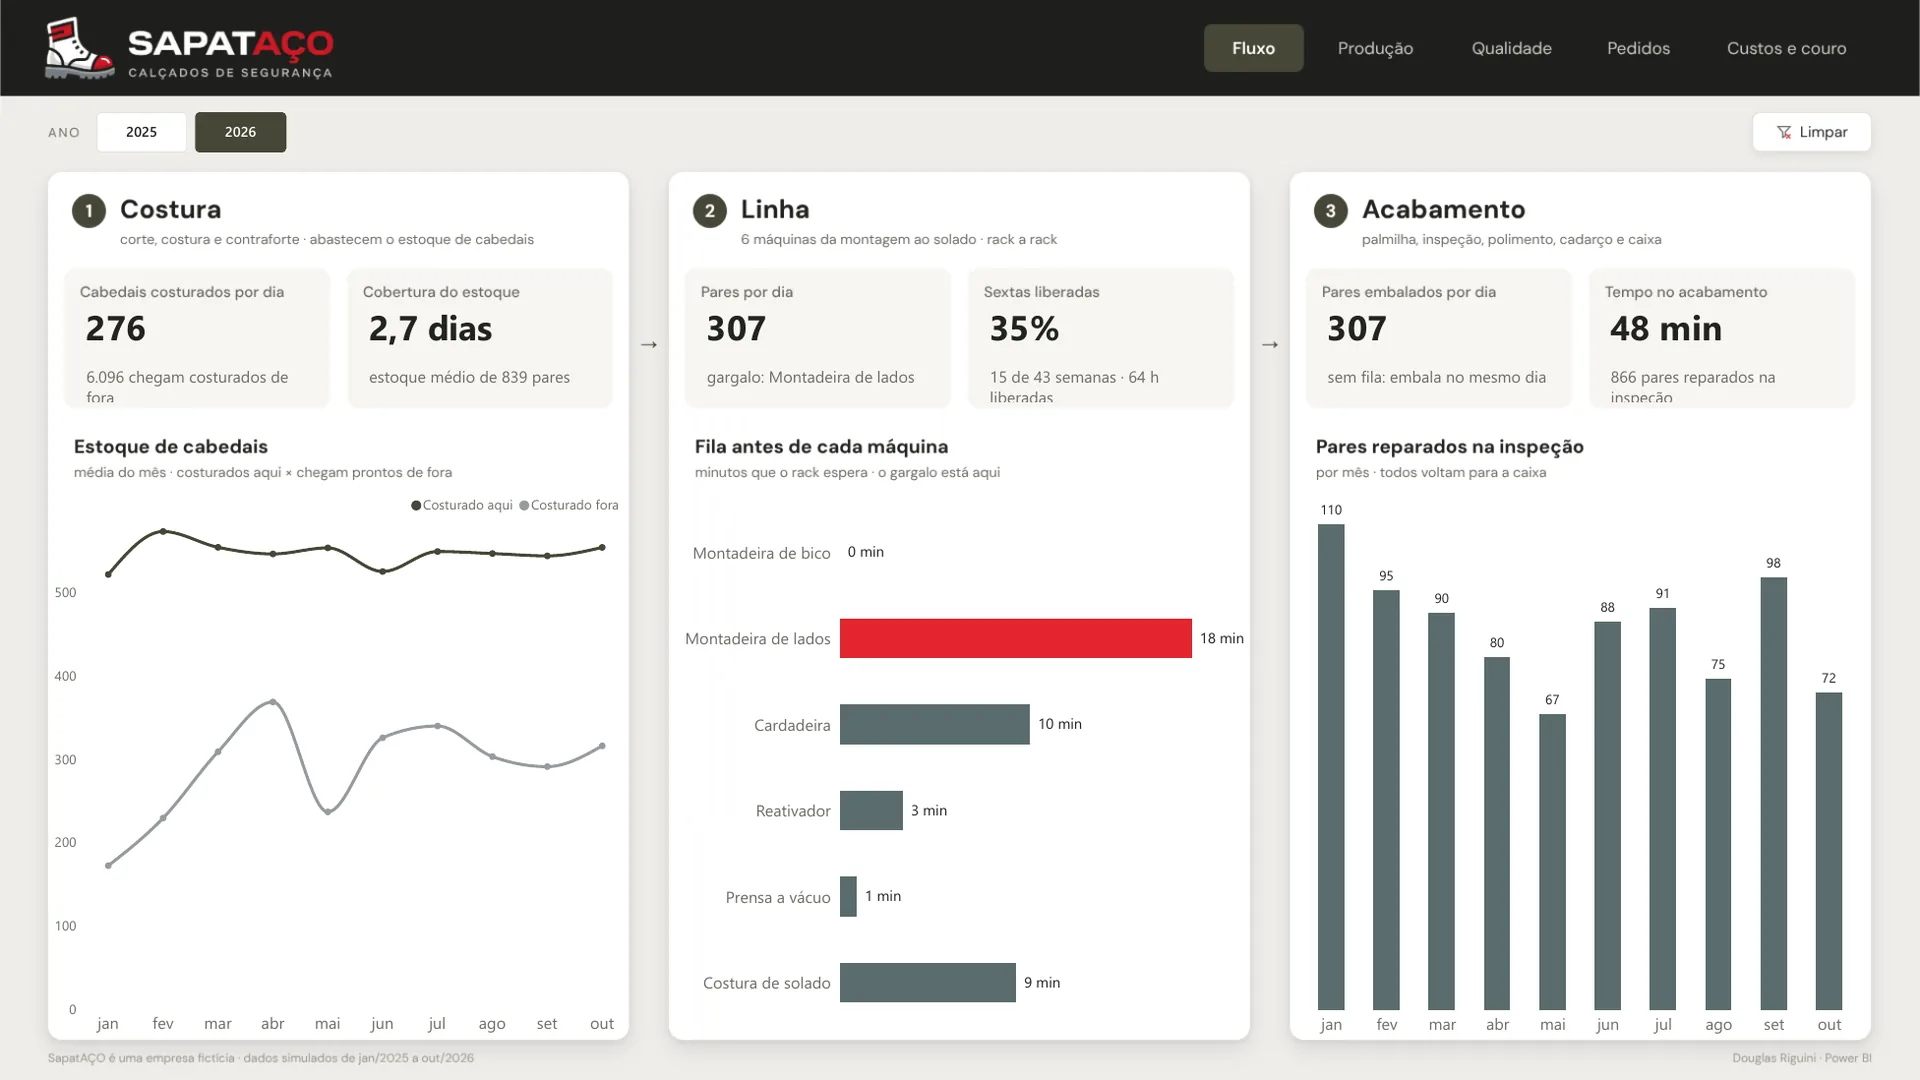 SAPATAÇO
CALÇADOS DE SEGURANÇA
Fluxo
Produção
Qualidade
Pedidos
Custos e couro
ANO
2025
2026
Limpar
1
Costura
corte, costura e contraforte · abastecem o estoque de cabedais
Cabedais costurados por dia
276
6.096 chegam costurados de
fora
Cobertura do estoque
2,7 dias
estoque médio de 839 pares
Estoque de cabedais
média do mês · costurados aqui × chegam prontos de fora
Costurado aqui
Costurado fora
500
400
300
200
100
0
jan
fev
mar
abr
mai
jun
jul
ago
set
out
→
2
Linha
6 máquinas da montagem ao solado · rack a rack
Pares por dia
307
gargalo: Montadeira de lados
Sextas liberadas
35%
15 de 43 semanas · 64 h
liberadas
Fila antes de cada máquina
minutos que o rack espera · o gargalo está aqui
Montadeira de bico 0 min
Montadeira de lados 18 min
Cardadeira 10 min
Reativador 3 min
Prensa a vácuo 1 min
Costura de solado 9 min
→
3
Acabamento
palmilha, inspeção, polimento, cadarço e caixa
Pares embalados por dia
307
sem fila: embala no mesmo dia
Tempo no acabamento
48 min
866 pares reparados na
inspeção
Pares reparados na inspeção
por mês · todos voltam para a caixa
110
95
90
80
67
88
91
75
98
72
jan
fev
mar
abr
mai
jun
jul
ago
set
out
SapatAÇO é uma empresa fictícia · dados simulados de jan/2025 a out/2026
Douglas Riguini · Power BI